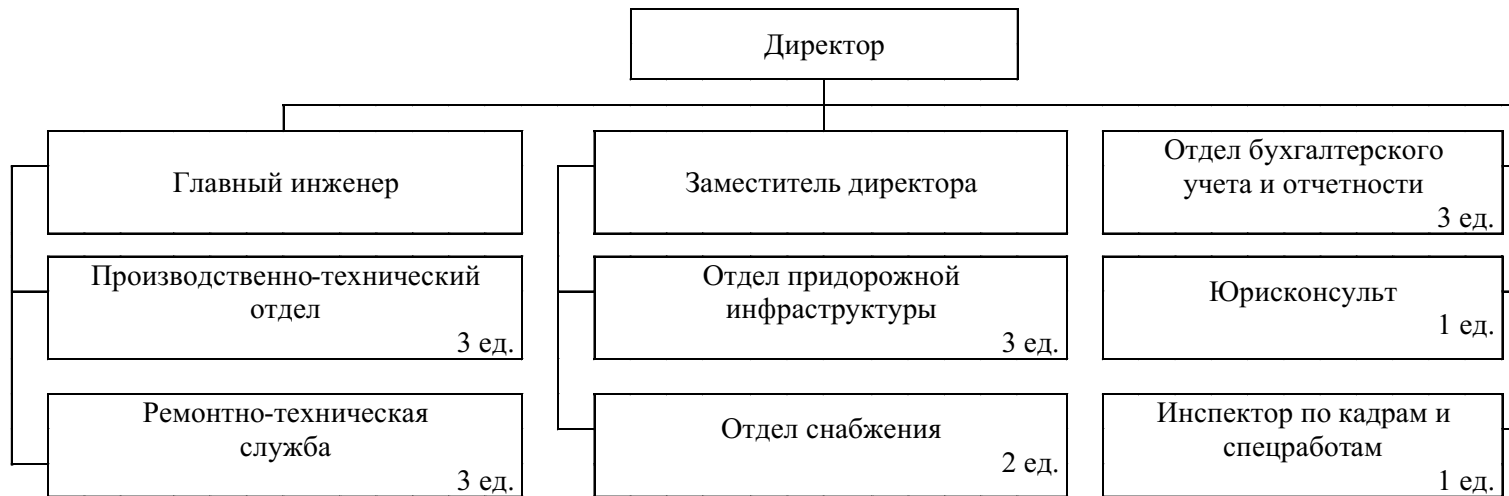 Директор
Главный инженер
Заместитель директора
Отдел бухгалтерского
учета и отчетности
3 ед.
Производственно-технический
отдел
3 ед.
Отдел придорожной
инфраструктуры
3 ед.
Юрисконсульт
1 ед.
Ремонтно-техническая
служба
3 ед.
Отдел снабжения
2 ед.
Инспектор по кадрам и
спецработам
1 ед.